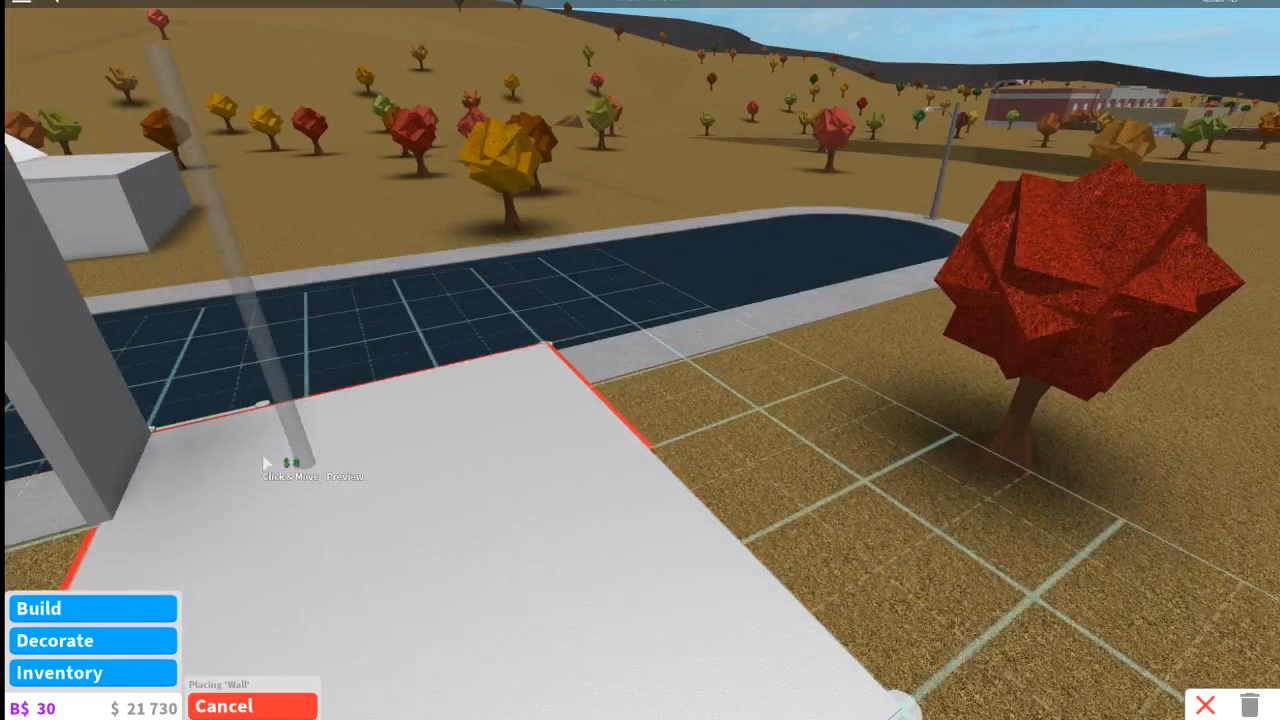 Click & Move - Preview
Build
Decorate
Inventory
B$ 30
$ 21 730
Placing 'Wall'
Cancel